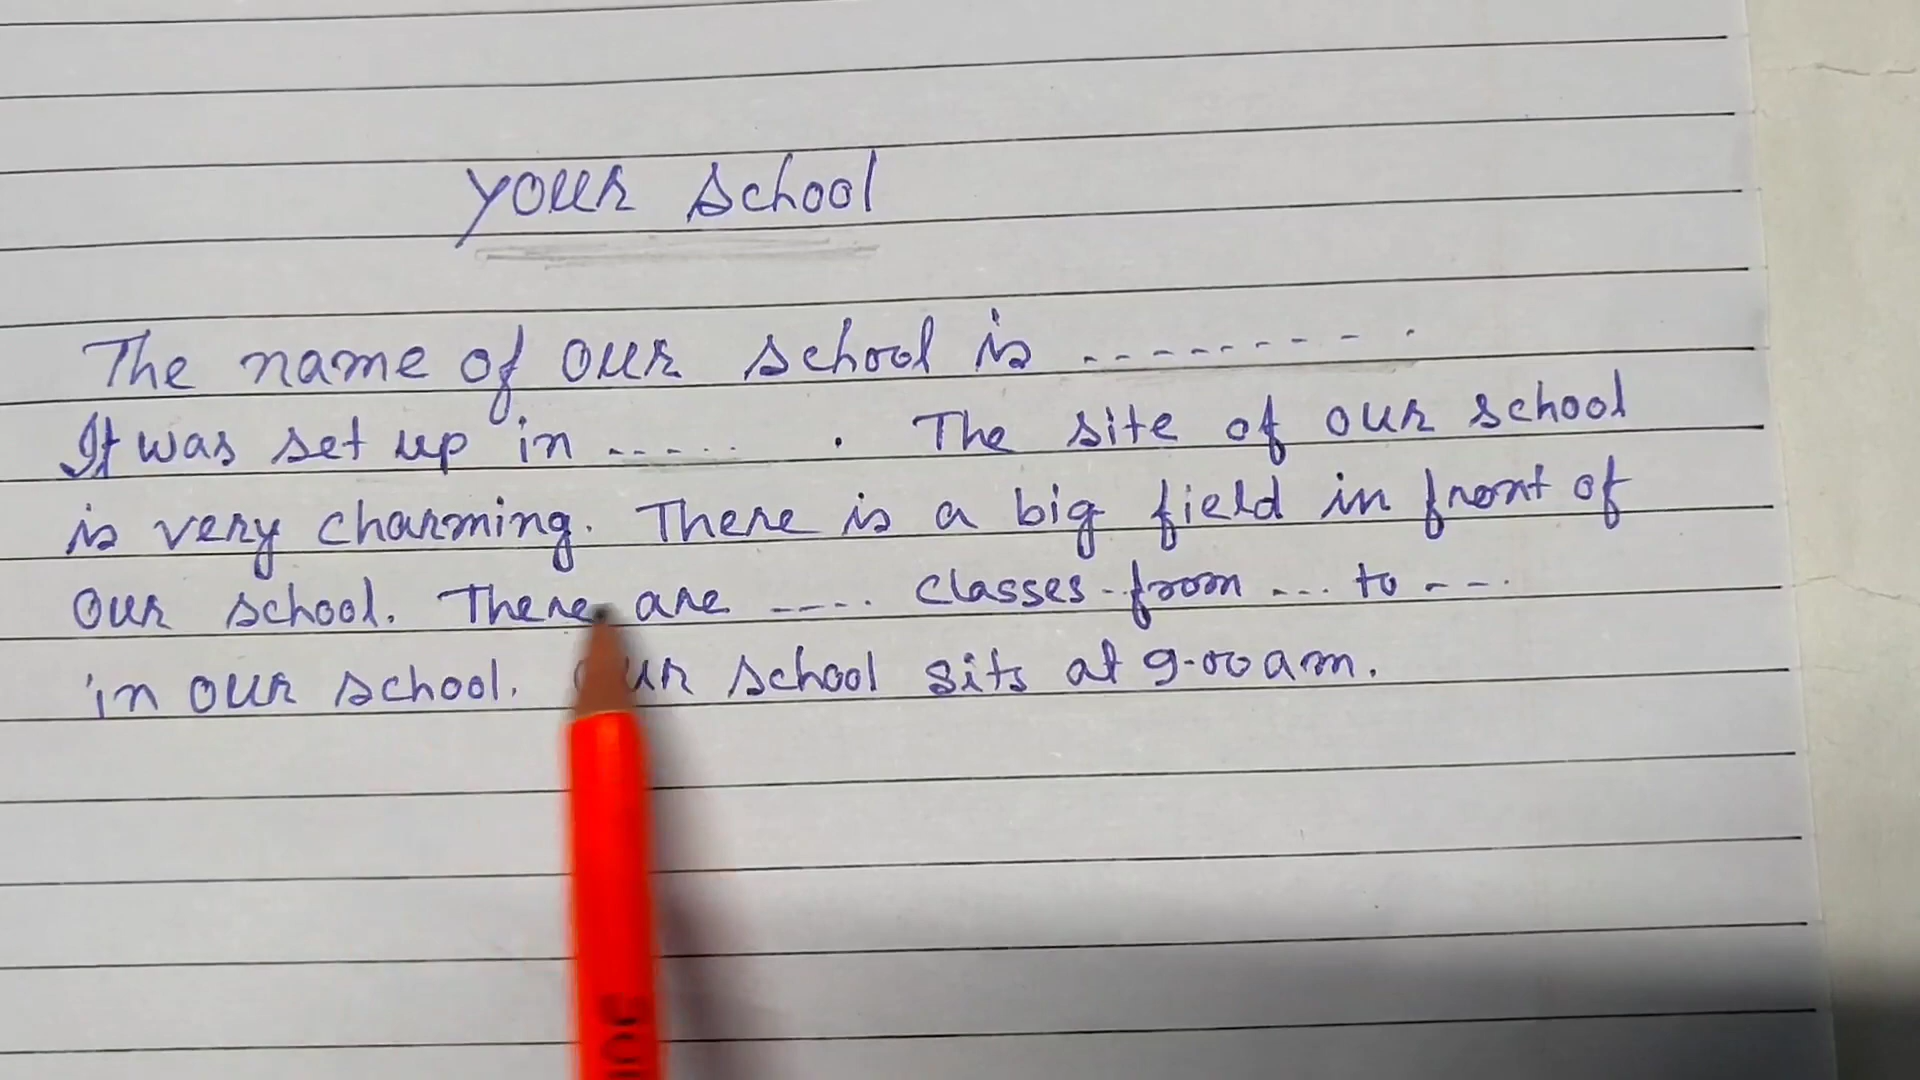 Your school
The name of our school is --------.
It was set up in ...... . The site of our school
is very charming. There is a big field in front of
our school. There are ----. classes from ... to ---.
in our school. Our school sits at 9.00 am.